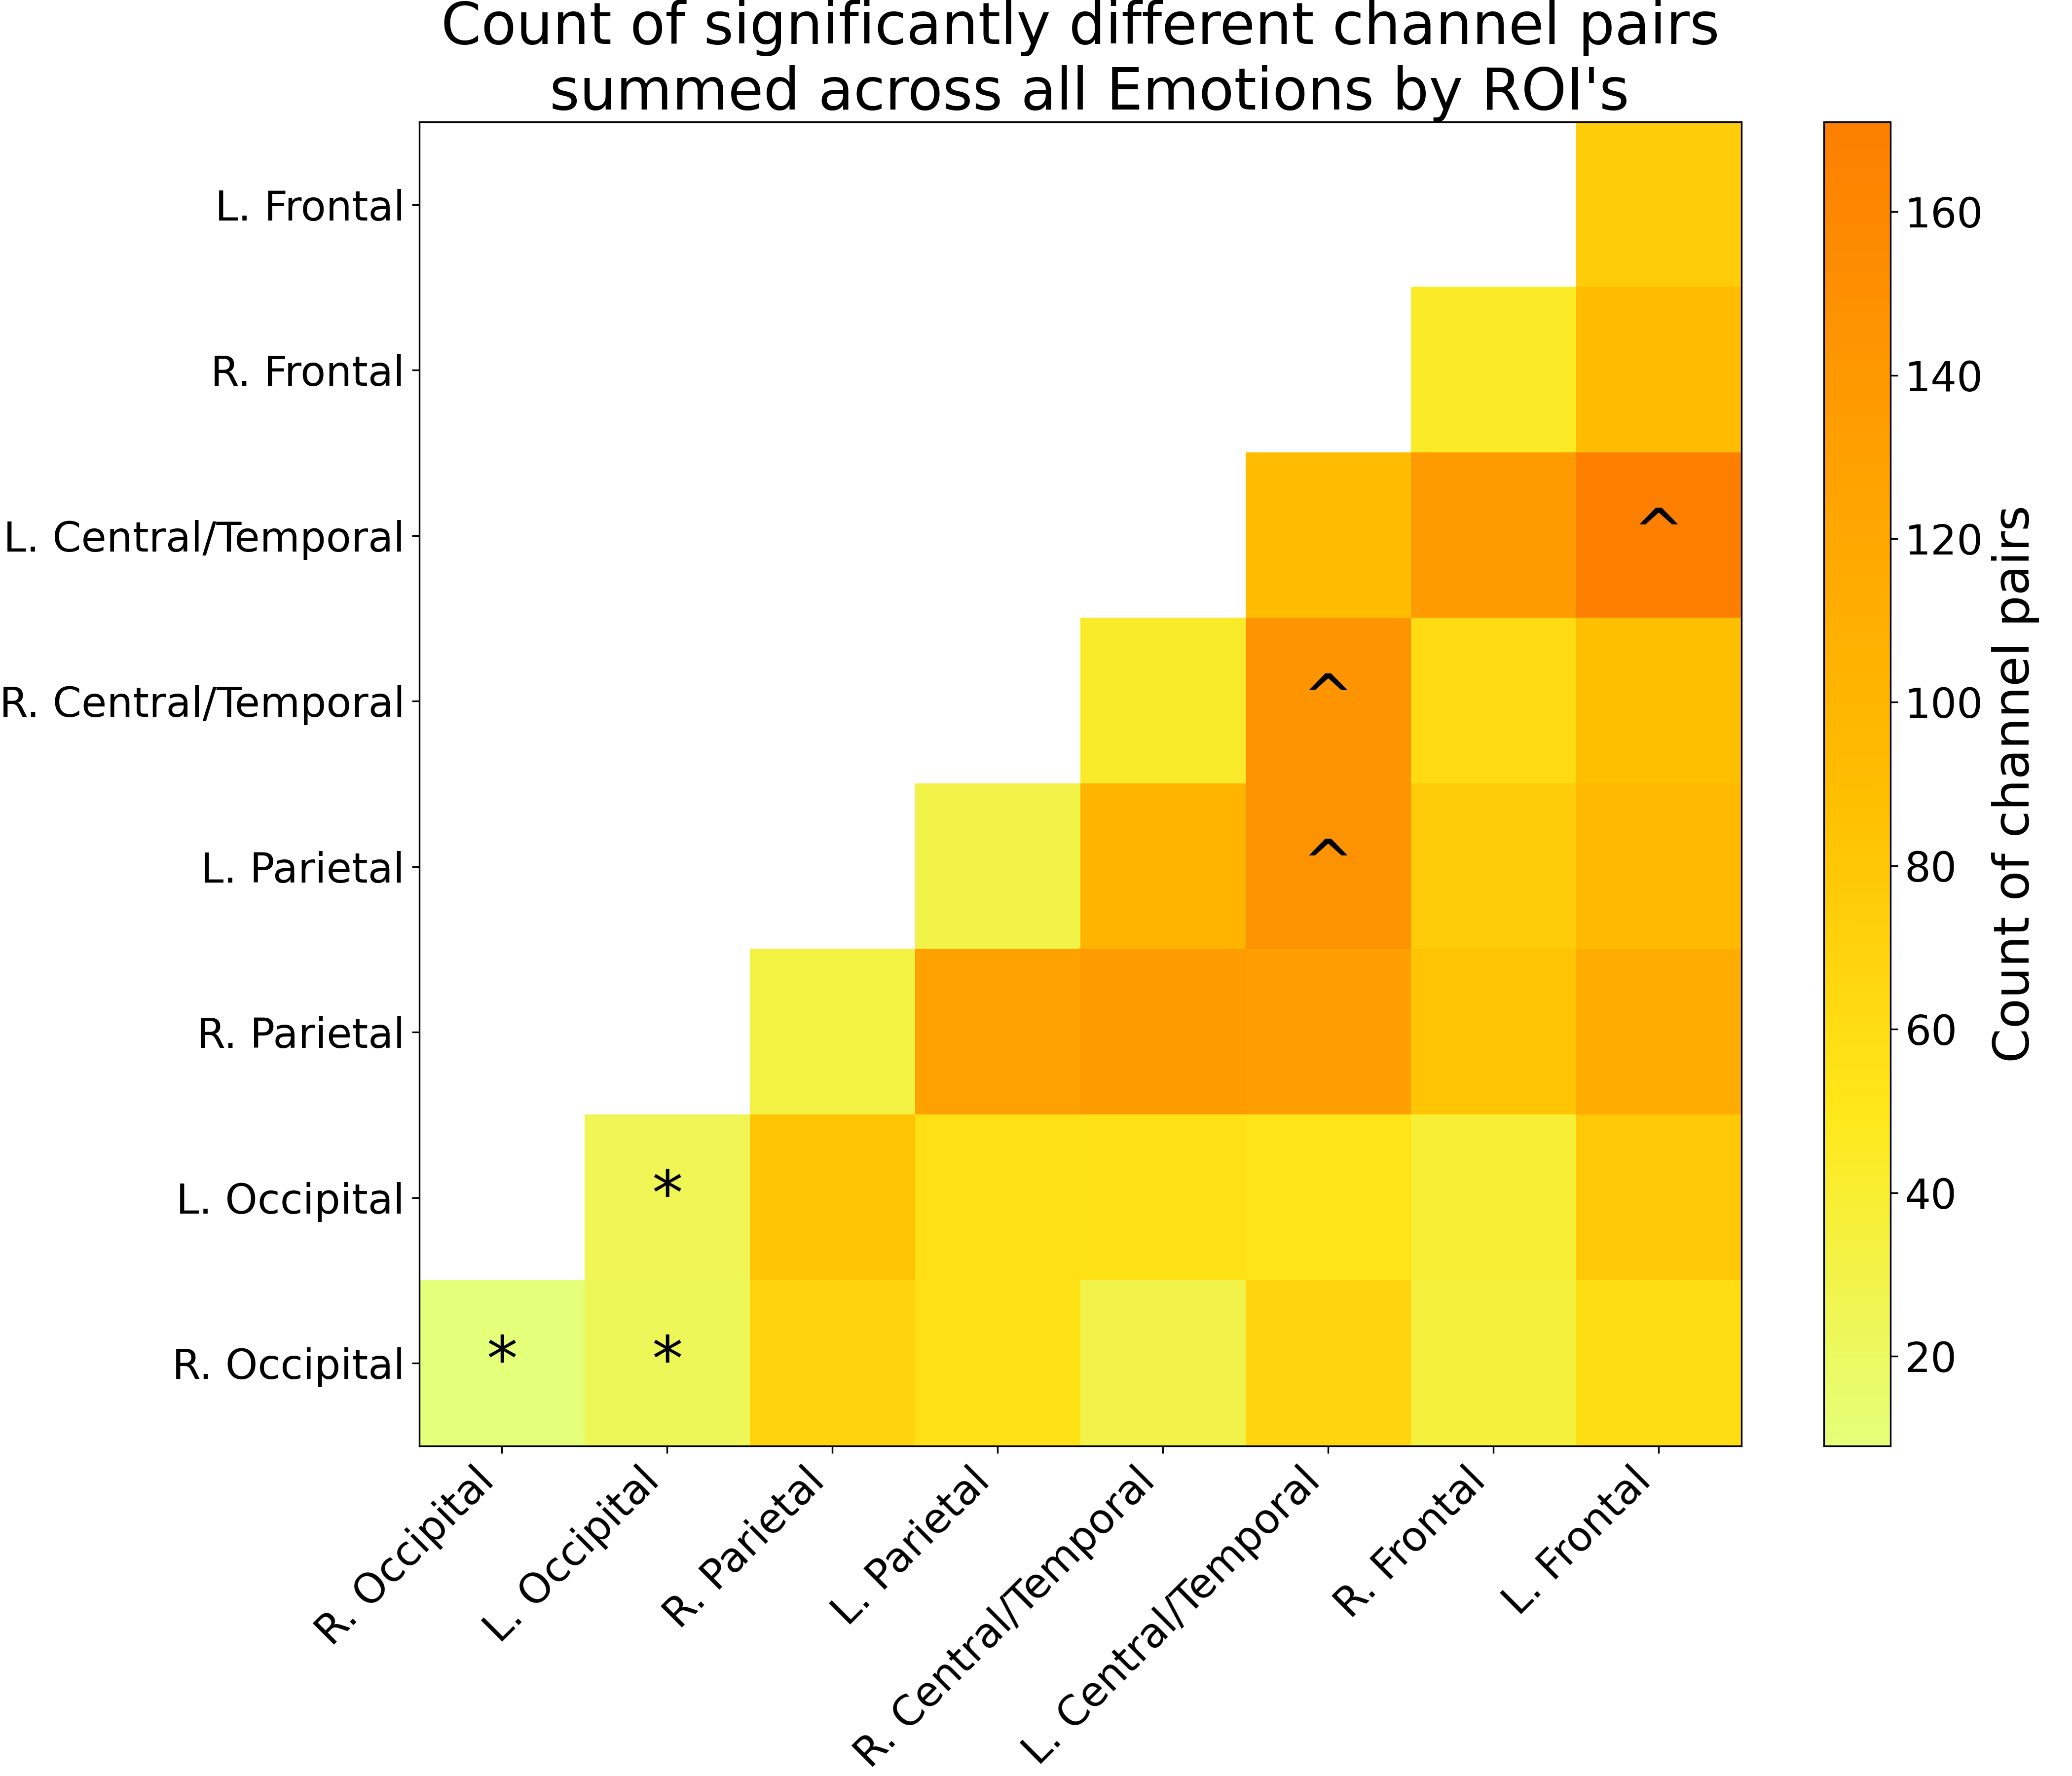 Count of significantly different channel pairs
summed across all Emotions by ROI's
L. Frontal
R. Frontal
L. Central/Temporal
^
R. Central/Temporal
^
L. Parietal
^
R. Parietal
L. Occipital
*
R. Occipital
* *
R. Occipital
L. Occipital
R. Parietal
L. Parietal
R. Central/Temporal
L. Central/Temporal
R. Frontal
L. Frontal
160
140
120
100
80
60
40
20
Count of channel pairs